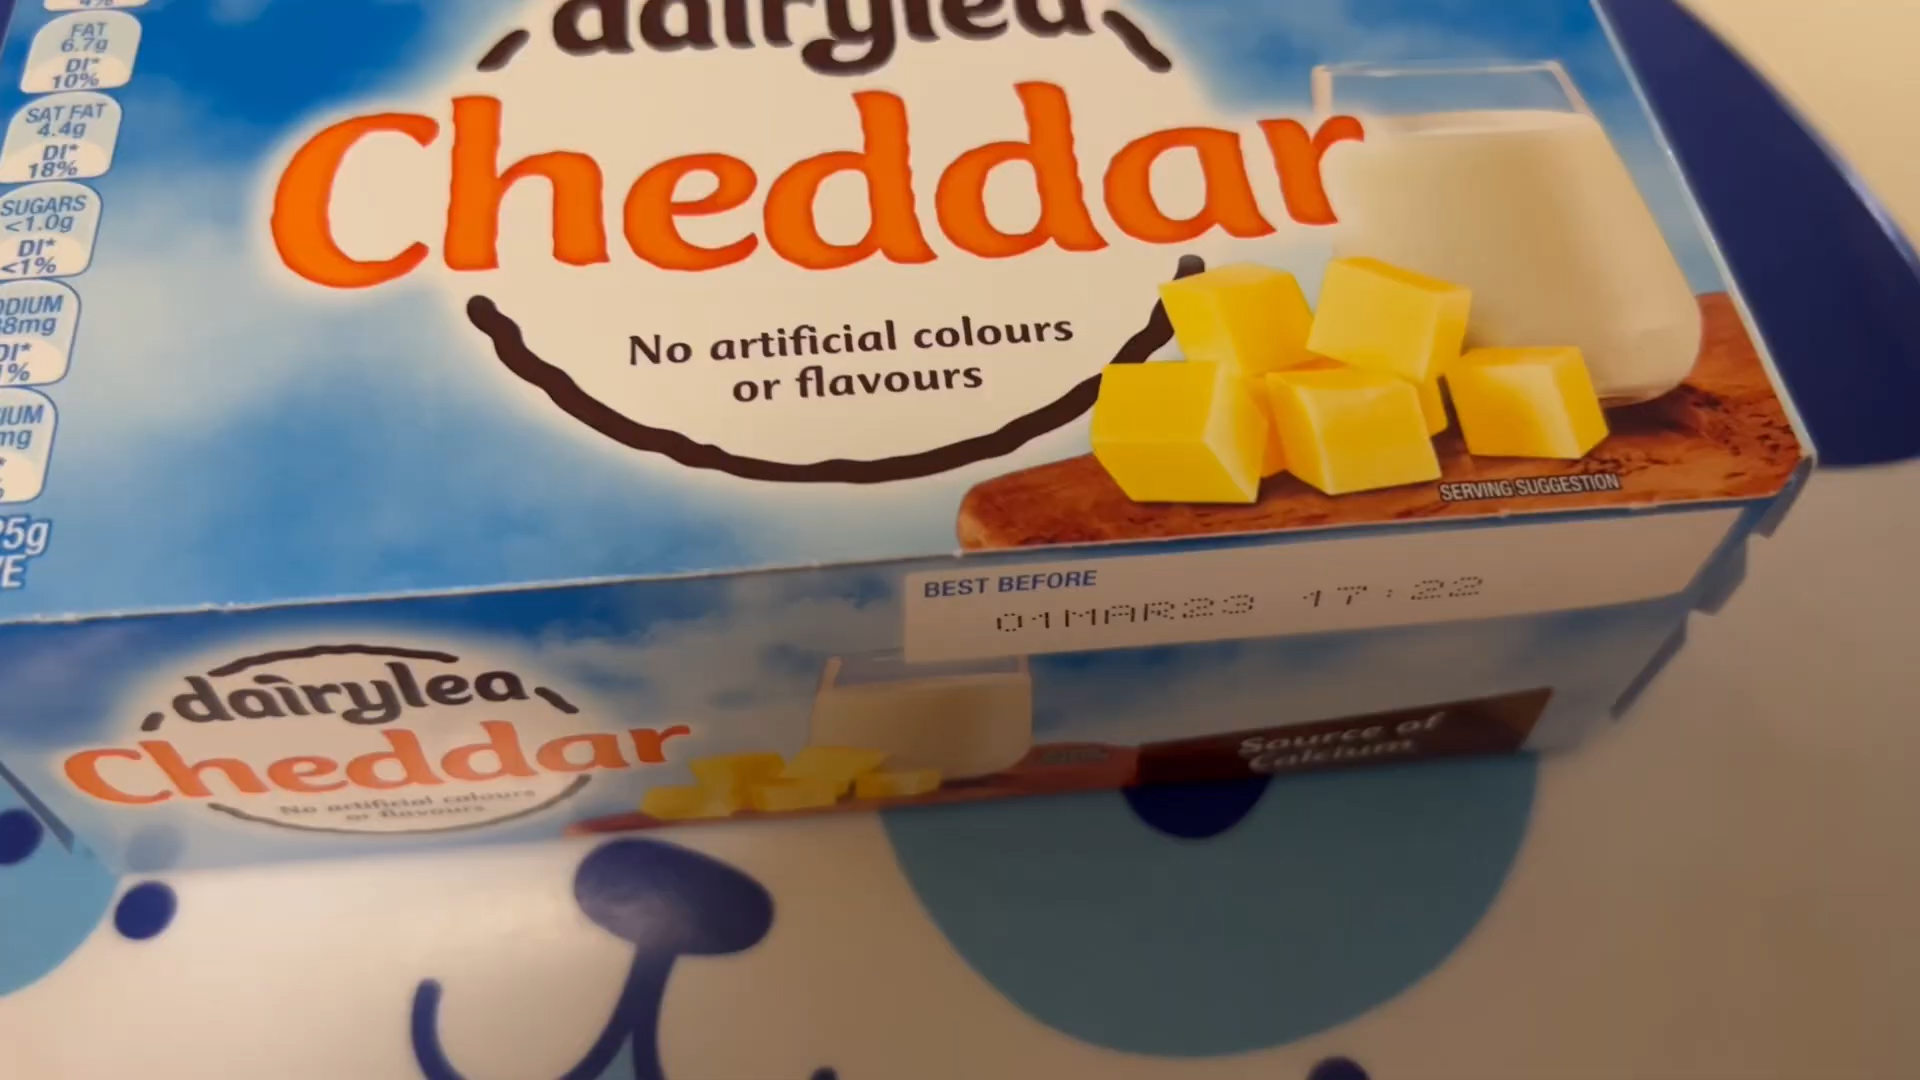 4%
FAT
6.7g
DI*
10%
SAT FAT
4.4g
DI*
18%
SUGARS
<1.0g
DI*
<1%
dairylea
Cheddar
No artificial colours
or flavours
SERVING SUGGESTION
BEST BEFORE
01MAR23 17:22
dairylea
Cheddar
No artificial colours
or flavours
Source of
Calcium